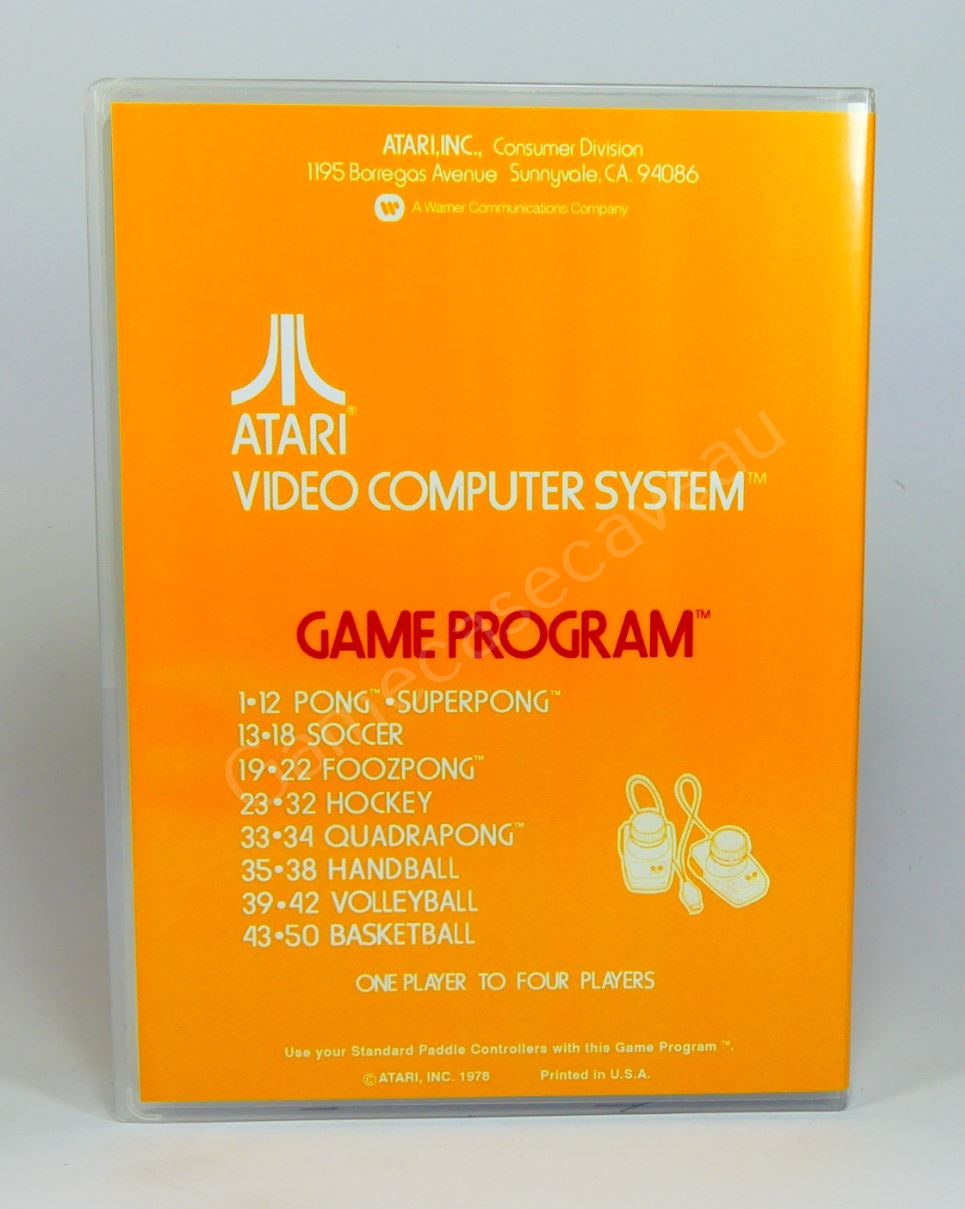 ATARI,INC., Consumer Division
1195 Borregas Avenue Sunnyvale, CA. 94086
A Warner Communications Company
ATARI®
VIDEO COMPUTER SYSTEM™
GAME PROGRAM™
1•12 PONG™•SUPERPONG™
13•18 SOCCER
19•22 FOOZPONG™
23•32 HOCKEY
33•34 QUADRAPONG™
35•38 HANDBALL
39•42 VOLLEYBALL
43•50 BASKETBALL
ONE PLAYER TO FOUR PLAYERS
Use your Standard Paddle Controllers with this Game Program™.
© ATARI, INC. 1978 Printed in U.S.A.
Gamecasecaveau